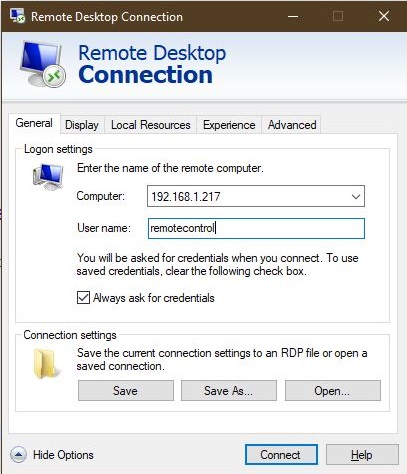 Remote Desktop Connection
Remote Desktop
Connection
General Display Local Resources Experience Advanced
Logon settings
Enter the name of the remote computer.
Computer: 192.168.1.217
User name: remotecontrol
You will be asked for credentials when you connect. To use
saved credentials, clear the following check box.
Always ask for credentials
Connection settings
Save the current connection settings to an RDP file or open a
saved connection.
Save Save As... Open...
Hide Options Connect Help